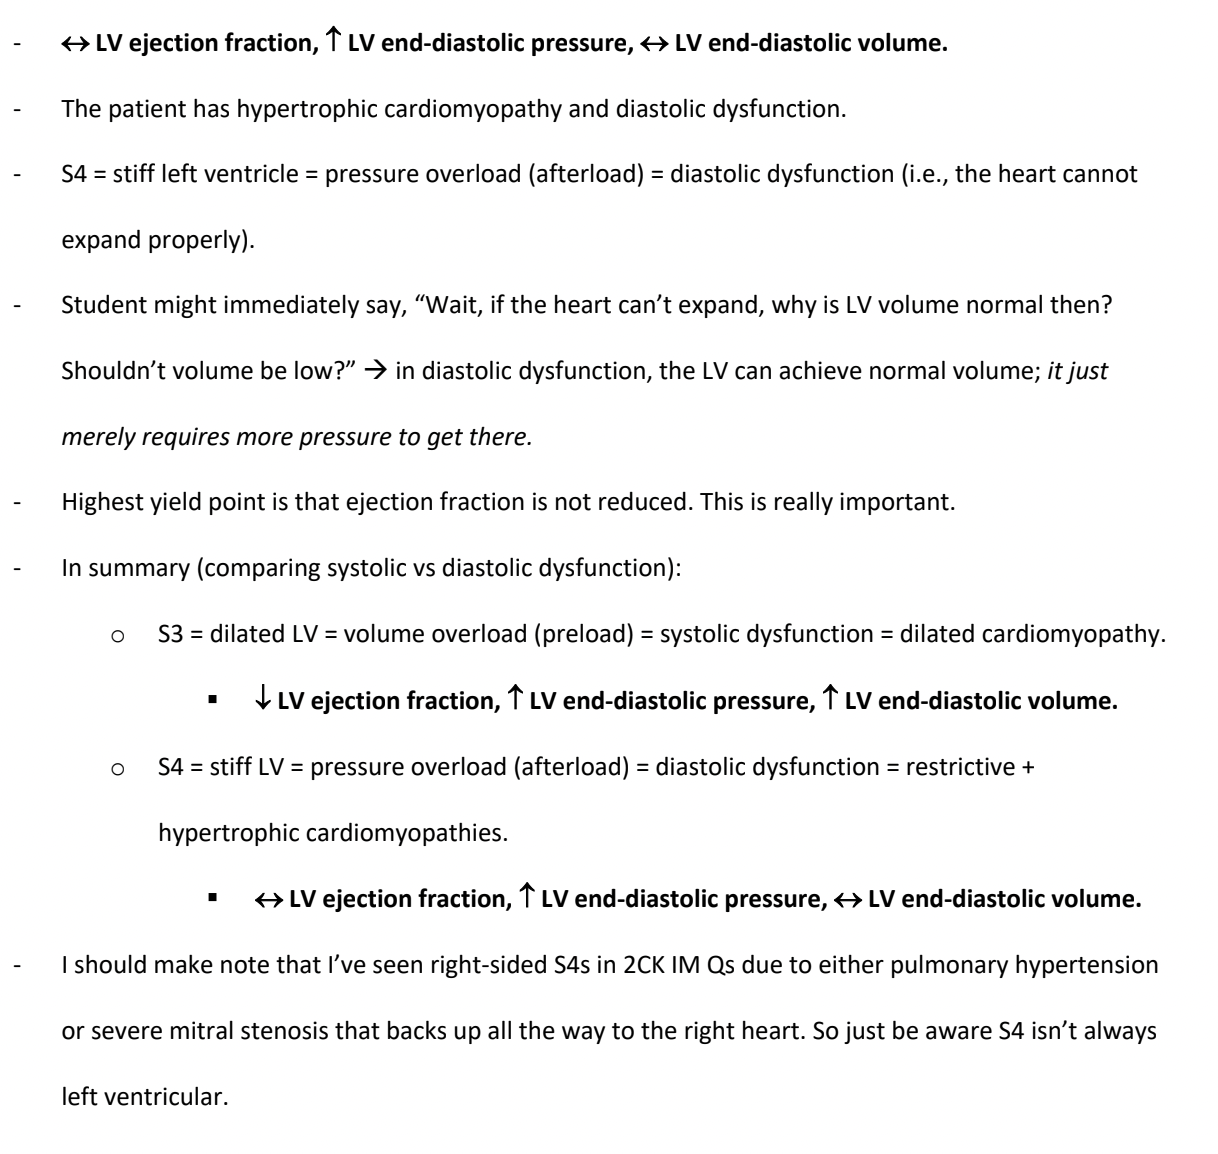 - ↔ LV ejection fraction, ↑ LV end-diastolic pressure, ↔ LV end-diastolic volume.
- The patient has hypertrophic cardiomyopathy and diastolic dysfunction.
- S4 = stiff left ventricle = pressure overload (afterload) = diastolic dysfunction (i.e., the heart cannot
expand properly).
- Student might immediately say, “Wait, if the heart can’t expand, why is LV volume normal then?
Shouldn’t volume be low?” → in diastolic dysfunction, the LV can achieve normal volume; it just
merely requires more pressure to get there.
- Highest yield point is that ejection fraction is not reduced. This is really important.
- In summary (comparing systolic vs diastolic dysfunction):
o S3 = dilated LV = volume overload (preload) = systolic dysfunction = dilated cardiomyopathy.
▪ ↓ LV ejection fraction, ↑ LV end-diastolic pressure, ↑ LV end-diastolic volume.
o S4 = stiff LV = pressure overload (afterload) = diastolic dysfunction = restrictive +
hypertrophic cardiomyopathies.
▪ ↔ LV ejection fraction, ↑ LV end-diastolic pressure, ↔ LV end-diastolic volume.
- I should make note that I’ve seen right-sided S4s in 2CK IM Qs due to either pulmonary hypertension
or severe mitral stenosis that backs up all the way to the right heart. So just be aware S4 isn’t always
left ventricular.